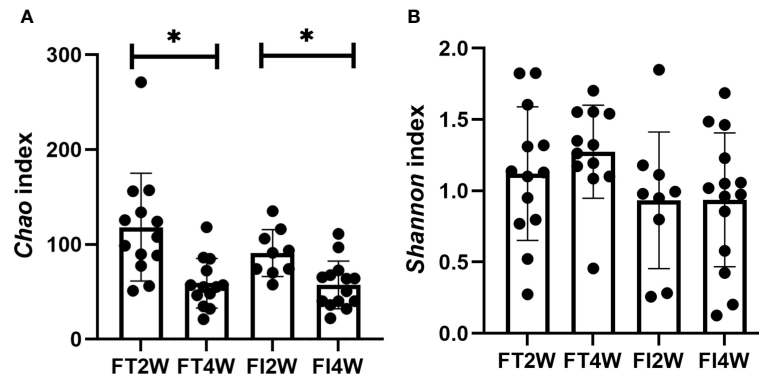 A
Chao index
300
200
100
0
*
*
FT2W FT4W FI2W FI4W
B
Shannon index
2.0
1.5
1.0
0.5
0.0
FT2W FT4W FI2W FI4W